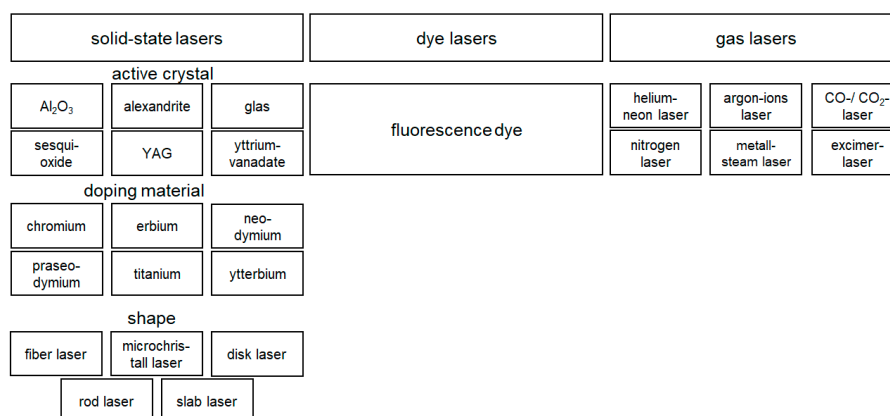 solid-state lasers
dye lasers
gas lasers
active crystal
Al₂O₃
alexandrite
glas
sesqui-
oxide
YAG
yttrium-
vanadate
doping material
chromium
erbium
neo-
dymium
praseo-
dymium
titanium
ytterbium
shape
fiber laser
microchris-
tall laser
disk laser
rod laser
slab laser
fluorescence dye
helium-
neon laser
argon-ions
laser
CO-/ CO₂-
laser
nitrogen
laser
metall-
steam laser
excimer-
laser